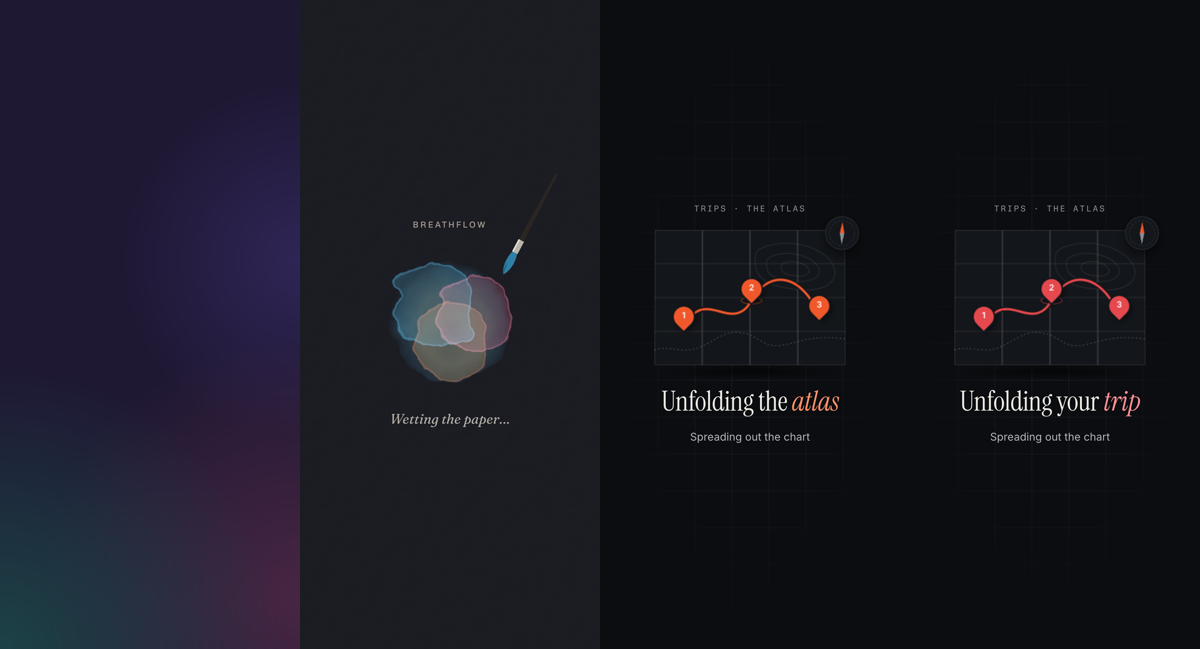 BREATHFLOW
Wetting the paper...
TRIPS · THE ATLAS
1
2
3
Unfolding the atlas
Spreading out the chart
TRIPS · THE ATLAS
1
2
3
Unfolding your trip
Spreading out the chart